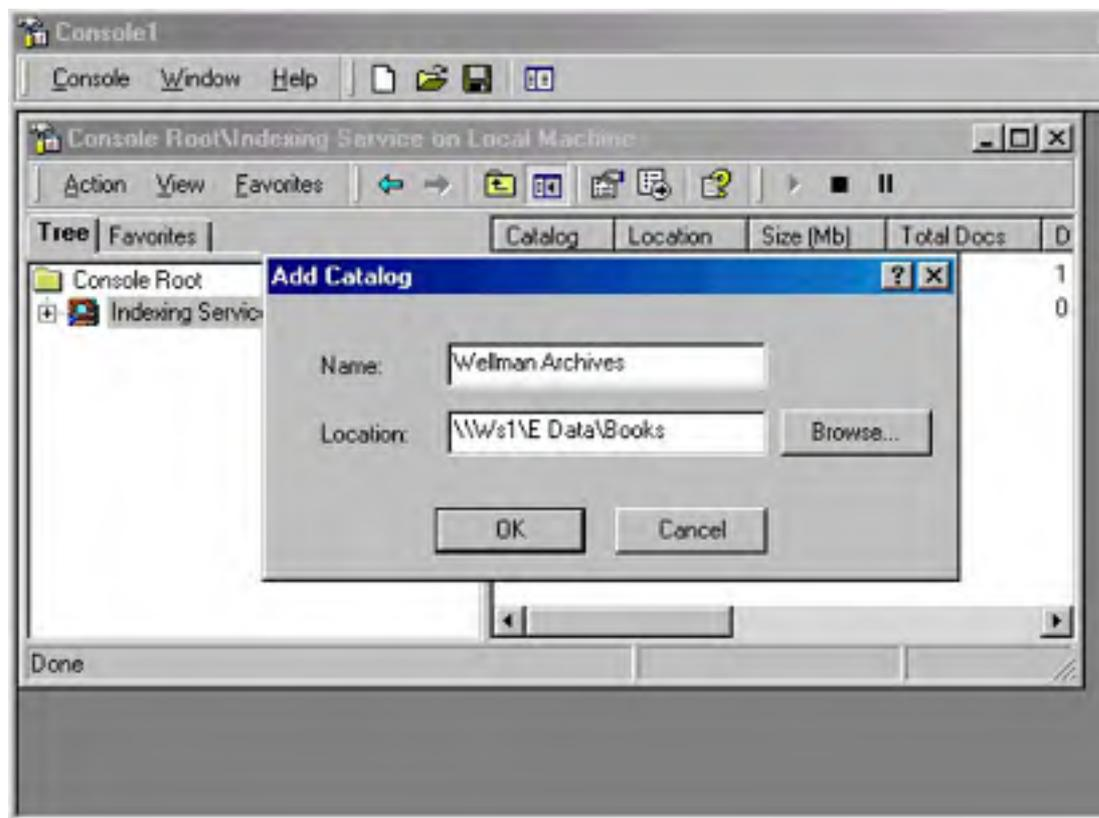 Console1
Console Window Help
Console Root\Indexing Service on Local Machine
Action View Favorites
Tree Favorites
Catalog Location Size (Mb) Total Docs D
Console Root
Indexing Servic
1
0
Add Catalog
Name: Wellman Archives
Location: \\Ws1\E Data\Books Browse...
OK Cancel
Done